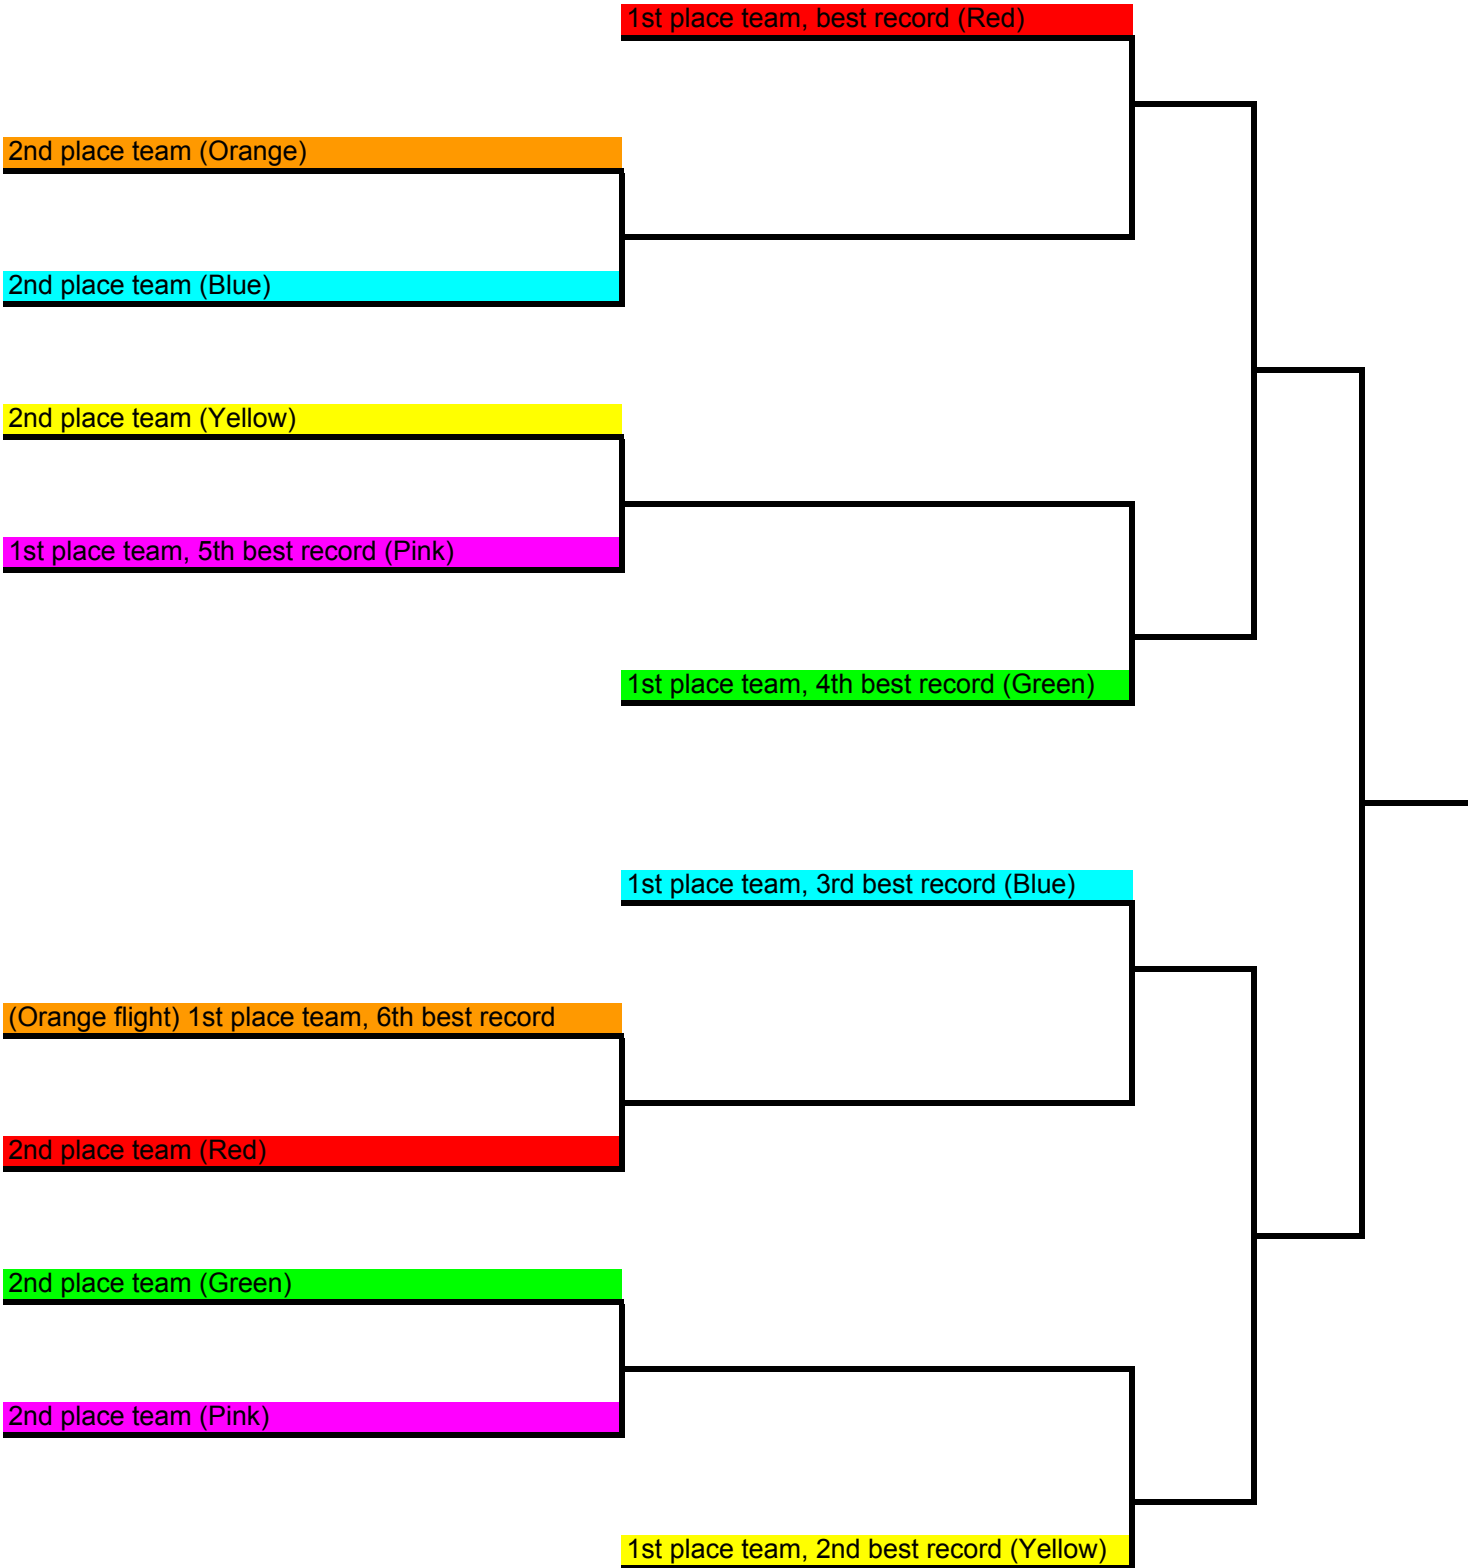 1st place team, best record (Red)
2nd place team (Orange)
2nd place team (Blue)
2nd place team (Yellow)
1st place team, 5th best record (Pink)
1st place team, 4th best record (Green)
1st place team, 3rd best record (Blue)
(Orange flight) 1st place team, 6th best record
2nd place team (Red)
2nd place team (Green)
2nd place team (Pink)
1st place team, 2nd best record (Yellow)